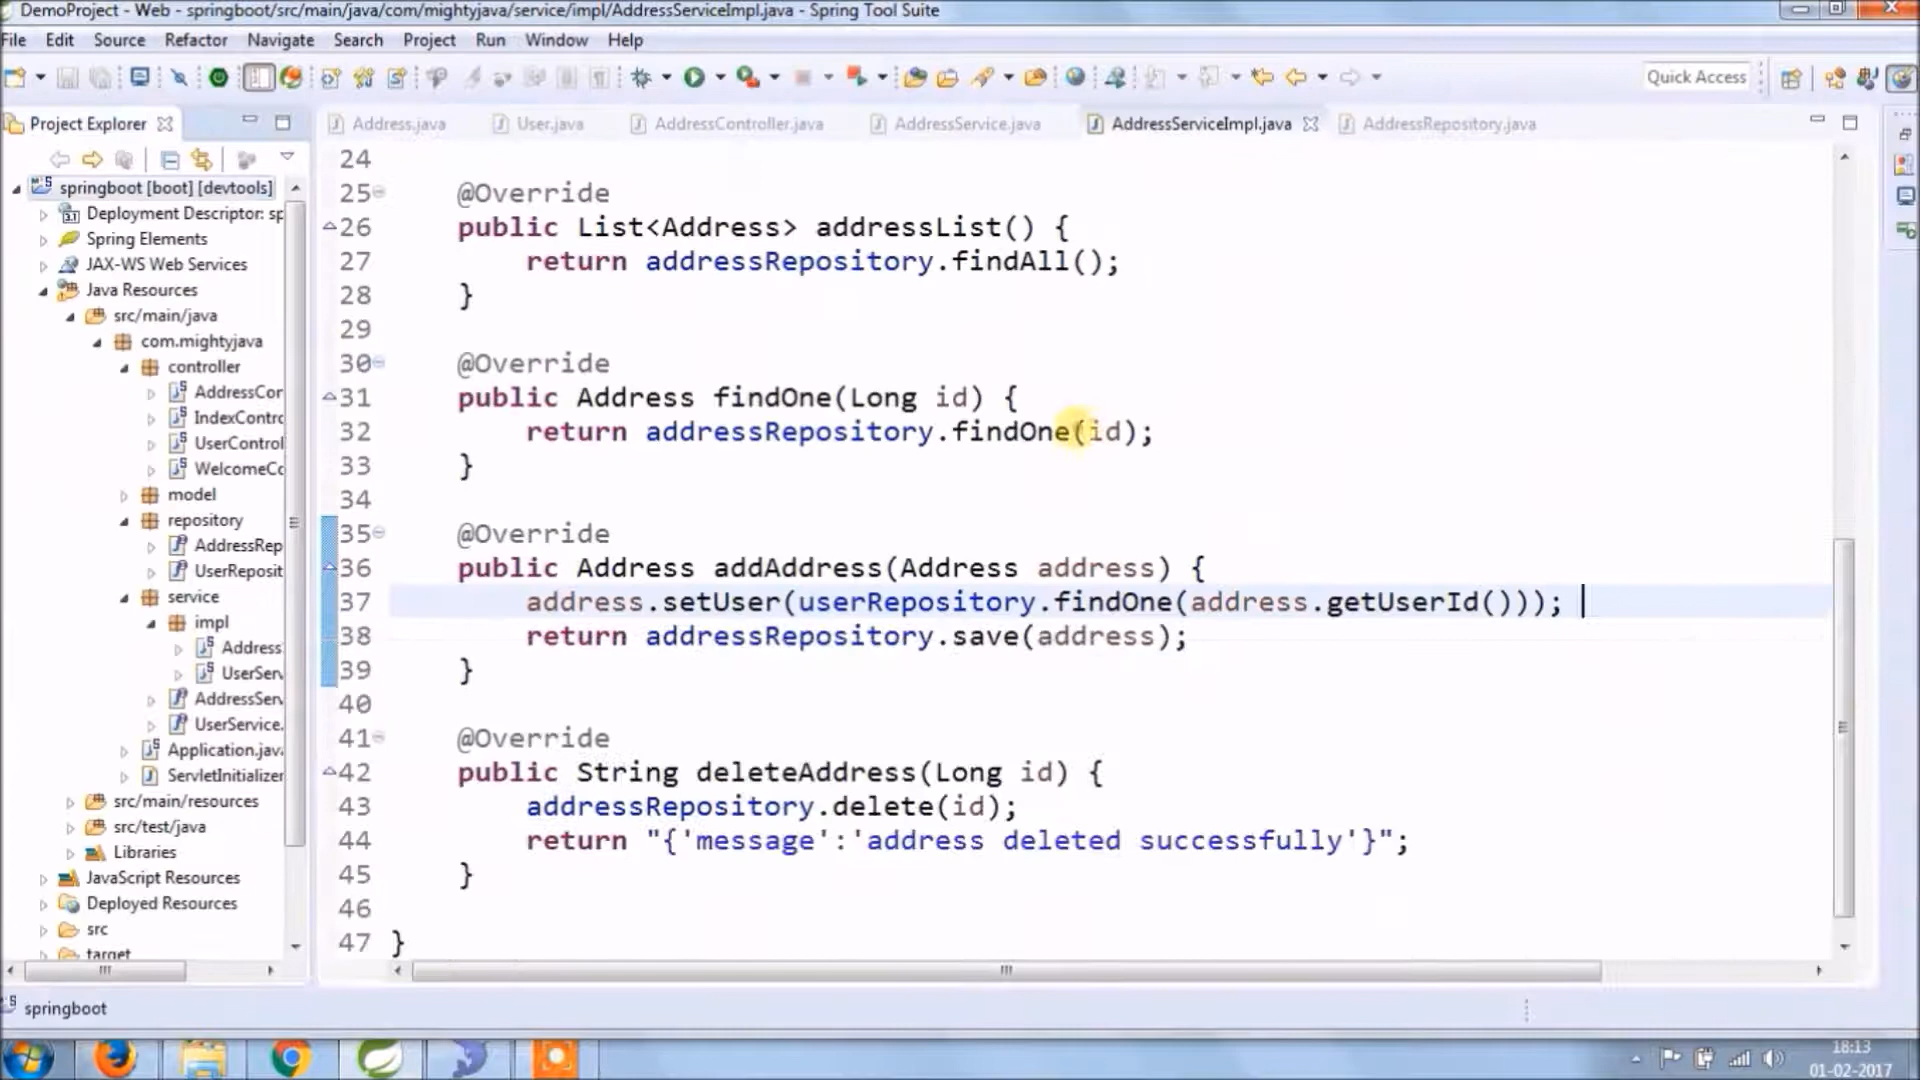 DemoProject - Web - springboot/src/main/java/com/mightyjava/service/impl/AddressServiceImpl.java - Spring Tool Suite
File Edit Source Refactor Navigate Search Project Run Window Help
Quick Access
Project Explorer
Address.java User.java AddressController.java AddressService.java AddressServiceImpl.java AddressRepository.java
springboot [boot] [devtools]
Deployment Descriptor: sp
Spring Elements
JAX-WS Web Services
Java Resources
src/main/java
com.mightyjava
controller
AddressCor
IndexContro
UserControl
WelcomeCo
model
repository
AddressRep
UserReposit
service
impl
Address
UserServ
AddressServ
UserService.
Application.java
ServletInitializer
src/main/resources
src/test/java
Libraries
JavaScript Resources
Deployed Resources
src
target
24
25 @Override
26 public List<Address> addressList() {
27 return addressRepository.findAll();
28 }
29
30 @Override
31 public Address findOne(Long id) {
32 return addressRepository.findOne(id);
33 }
34
35 @Override
36 public Address addAddress(Address address) {
37 address.setUser(userRepository.findOne(address.getUserId()));
38 return addressRepository.save(address);
39 }
40
41 @Override
42 public String deleteAddress(Long id) {
43 addressRepository.delete(id);
44 return "{'message':'address deleted successfully'}";
45 }
46
47 }
springboot
18:13
01-02-2017